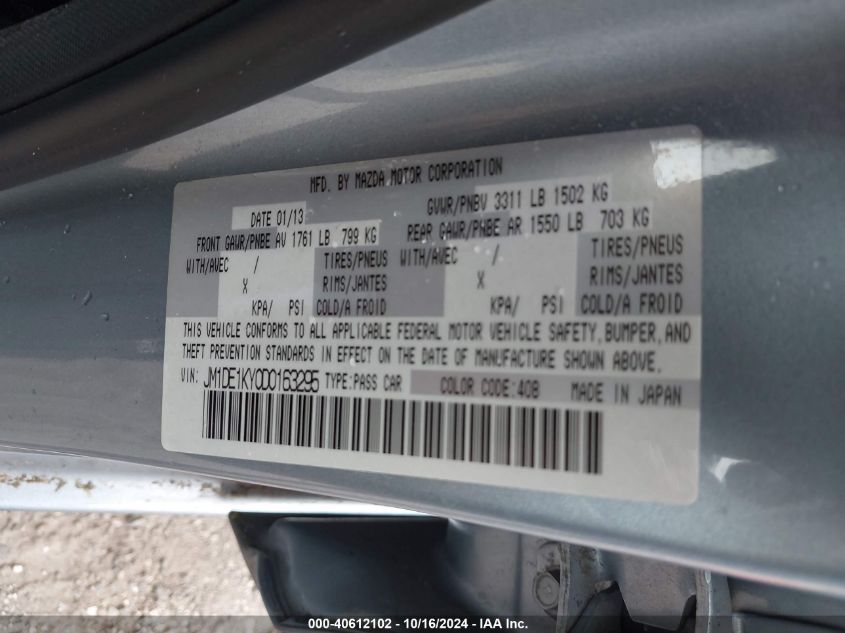 MFD. BY MAZDA MOTOR CORPORATION
DATE 01/13 GVWR/PNBV 3311 LB 1502 KG
FRONT GAWR/PNBE AV 1761 LB 799 KG REAR GAWR/PNBE AR 1550 LB 703 KG
WITH/AVEC / TIRES/PNEUS WITH/AVEC / TIRES/PNEUS
X RIMS/JANTES X RIMS/JANTES
KPA/ PSI COLD/A FROID KPA/ PSI COLD/A FROID
THIS VEHICLE CONFORMS TO ALL APPLICABLE FEDERAL MOTOR VEHICLE SAFETY, BUMPER, AND
THEFT PREVENTION STANDARDS IN EFFECT ON THE DATE OF MANUFACTURE SHOWN ABOVE.
VIN: JM1DE1KY0D0163295 TYPE:PASS CAR COLOR CODE:40B MADE IN JAPAN
000-40612102 - 10/16/2024 - IAA Inc.